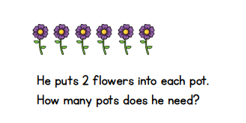 He puts 2 flowers into each pot.
How many pots does he need?